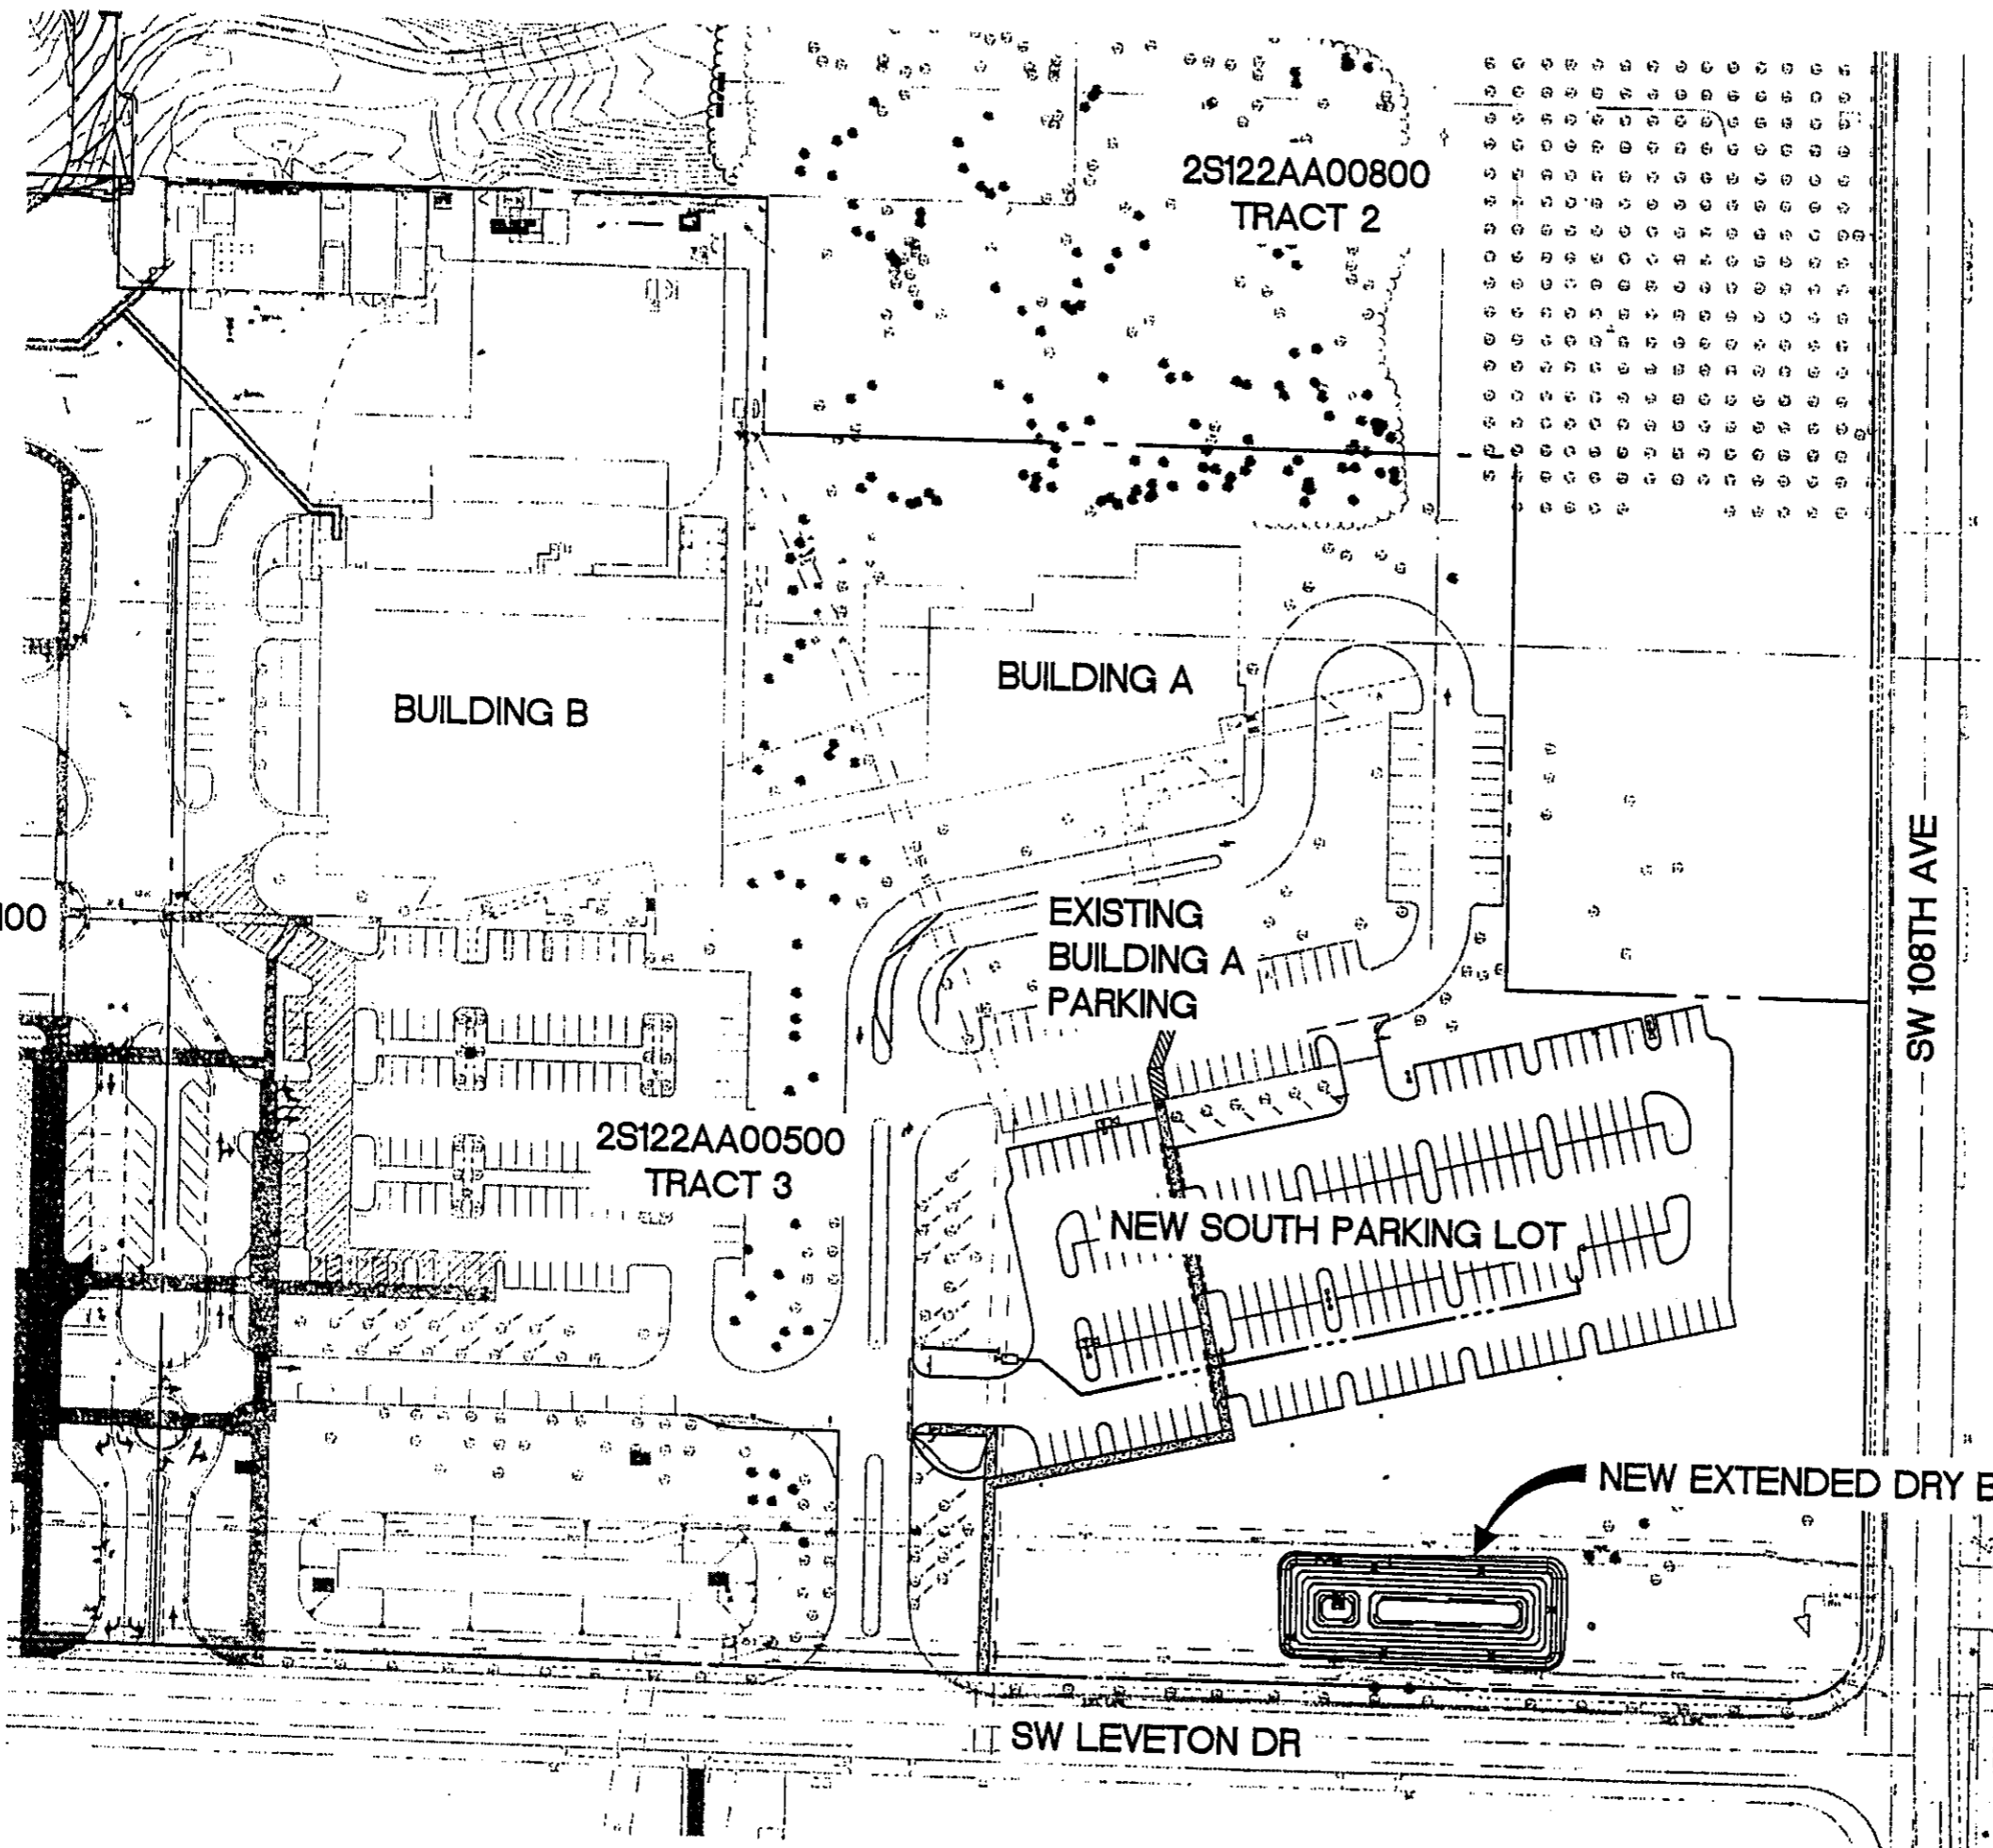 2S122AA00800
TRACT 2
BUILDING A
BUILDING B
EXISTING
BUILDING A
PARKING
SW 108TH AVE
100
2S122AA00500
TRACT 3
NEW SOUTH PARKING LOT
NEW EXTENDED DRY B
SW LEVETON DR